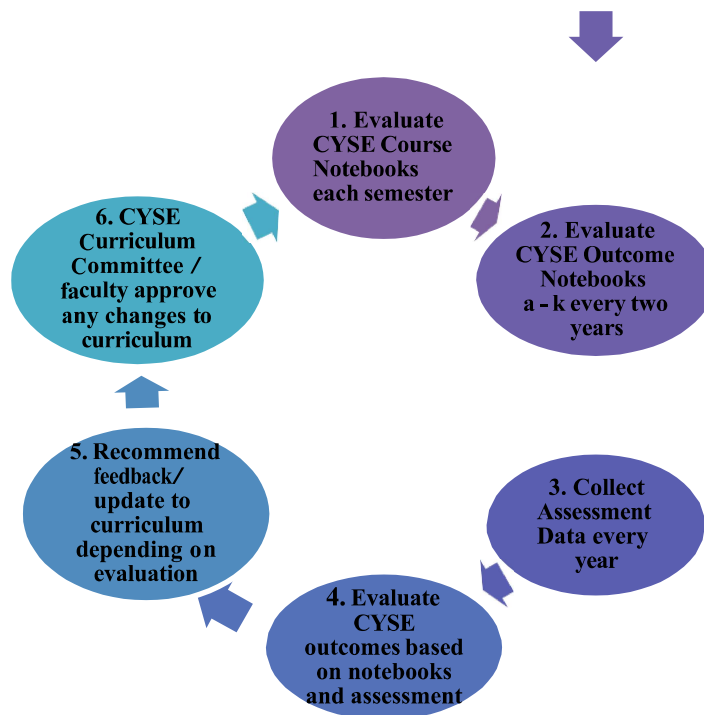 1. Evaluate
CYSE Course
Notebooks
each semester
2. Evaluate
CYSE Outcome
Notebooks
a - k every two
years
3. Collect
Assessment
Data every
year
4. Evaluate
CYSE
outcomes based
on notebooks
and assessment
5. Recommend
feedback/
update to
curriculum
depending on
evaluation
6. CYSE
Curriculum
Committee /
faculty approve
any changes to
curriculum